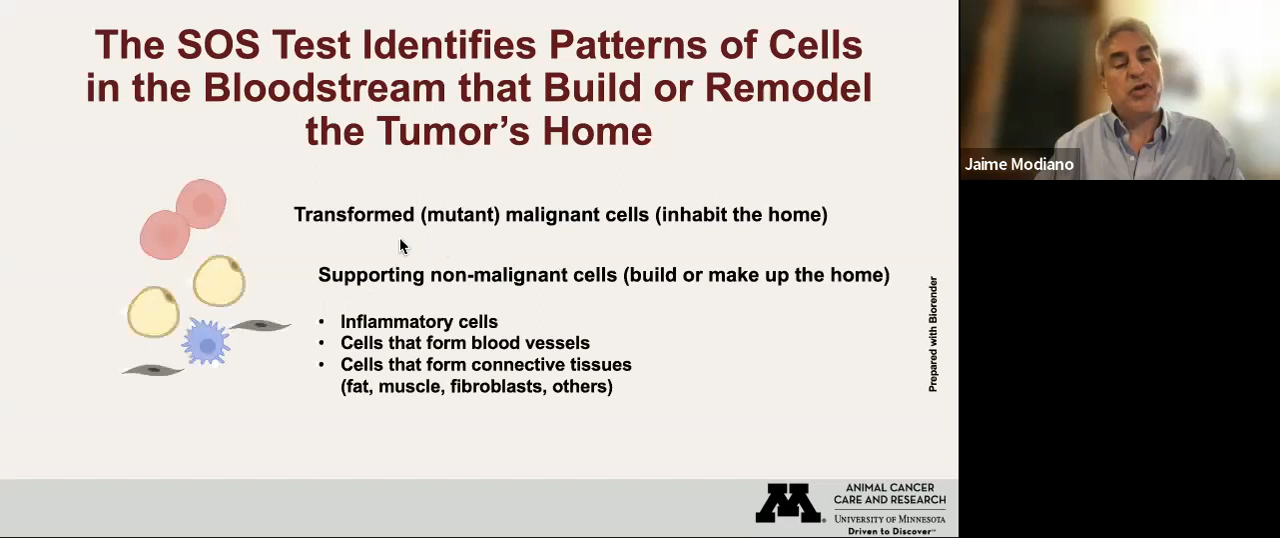 The SOS Test Identifies Patterns of Cells
in the Bloodstream that Build or Remodel
the Tumor's Home
Jaime Modiano
Transformed (mutant) malignant cells (inhabit the home)
Supporting non-malignant cells (build or make up the home)
• Inflammatory cells
• Cells that form blood vessels
• Cells that form connective tissues
(fat, muscle, fibroblasts, others)
Prepared with Biorender
M
ANIMAL CANCER
CARE AND RESEARCH
UNIVERSITY OF MINNESOTA
Driven to Discover™